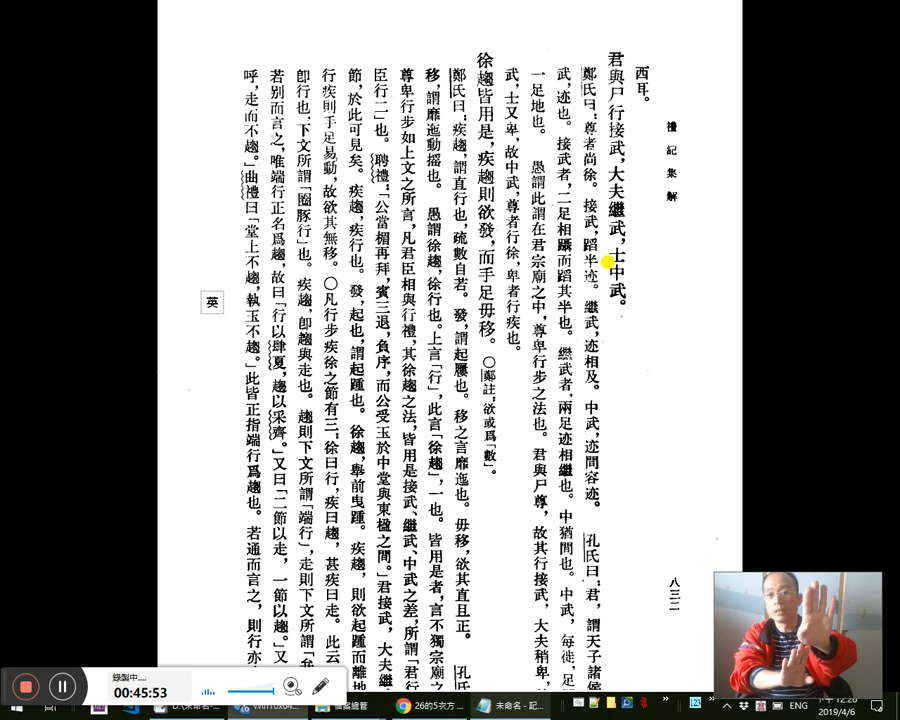 禮記集解
八三二
西耳。
君與尸行接武，大夫繼武，士中武。
鄭氏曰：尊者尚徐。接武，蹈半迹。繼武，迹相及。中武，迹間容迹。 孔氏曰：君，謂天子諸侯
武，迹也。接武者，二足相躡而蹈其半也。繼武者，兩足迹相繼也。中猶間也。中武，每徙，足
一足地也。 愚謂此謂在君宗廟之中，尊卑行步之法也。君與尸尊，故其行接武，大夫稍卑，
武，士又卑，故中武，尊者行徐，卑者行疾也。
徐趨皆用是，疾趨則欲發，而手足毋移。〇鄭註：欲或爲「數」。
鄭氏曰：疾趨，謂直行也，疏數自若。發，謂起屨也。移之言靡迤也。毋移，欲其直且正。 孔氏
移，謂靡迤動搖也。 愚謂徐趨，徐行也。上言「行」，此言「徐趨」，一也。皆用是者，言不獨宗廟之
尊卑行步如上文之所言，凡君臣相與行禮，其徐趨之法，皆用是接武、繼武、中武之差，所謂「君行
臣行二」也。聘禮：「公當楣再拜，賓三退，負序，而公受玉於中堂與東楹之間。」君接武，大夫繼
節，於此可見矣。疾趨，疾行也。發，起也，謂起踵也。徐趨，舉前曳踵。疾趨，則欲起踵而離地
行疾則手足易動，故欲其無移。〇凡行步疾徐之節有三：徐曰行，疾曰趨，甚疾曰走。此云
卽行也。下文所謂「圈豚行」也。疾趨，卽趨與走也。趨則下文所謂「端行」，走則下文所謂「弁
若别而言之，唯端行正名爲趨，故曰「行以肆夏，趨以采齊。」又曰「二節以走，一節以趨。」又
呼，走而不趨。」曲禮曰「堂上不趨，執玉不趨。」此皆正指端行爲趨也。若通而言之，則行亦
英
錄製中....
00:45:53
檔案總管
26的5次方
未命名 - 記...
ENG
2019/4/6